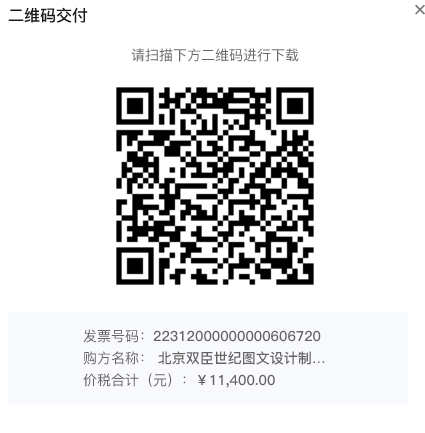 二维码交付
请扫描下方二维码进行下载
发票号码：22312000000000606720
购方名称： 北京双臣世纪图文设计制...
价税合计（元）：¥11,400.00